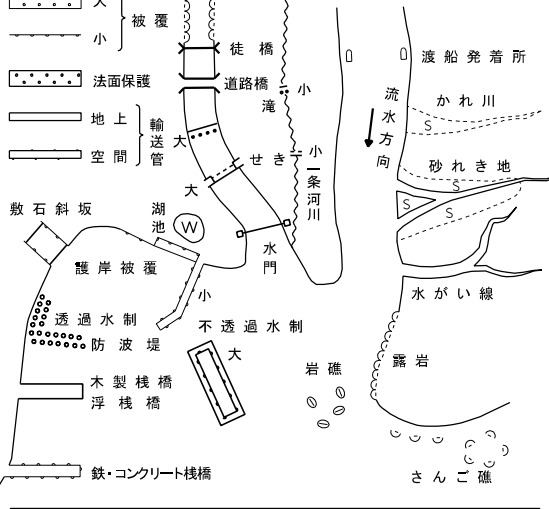 大
被覆
小
徒橋
渡船発着所
法面保護
道路橋
小
滝
流水方向
かれ川
S
地上
輸送管
大
空間
せき
小
一条河川
砂れき地
S
大
敷石斜坂
湖池
W
S
S
水門
護岸被覆
小
水がい線
透過水制
不透過水制
防波堤
大
岩礁
露岩
木製桟橋
浮桟橋
鉄・コンクリート桟橋
さんご礁